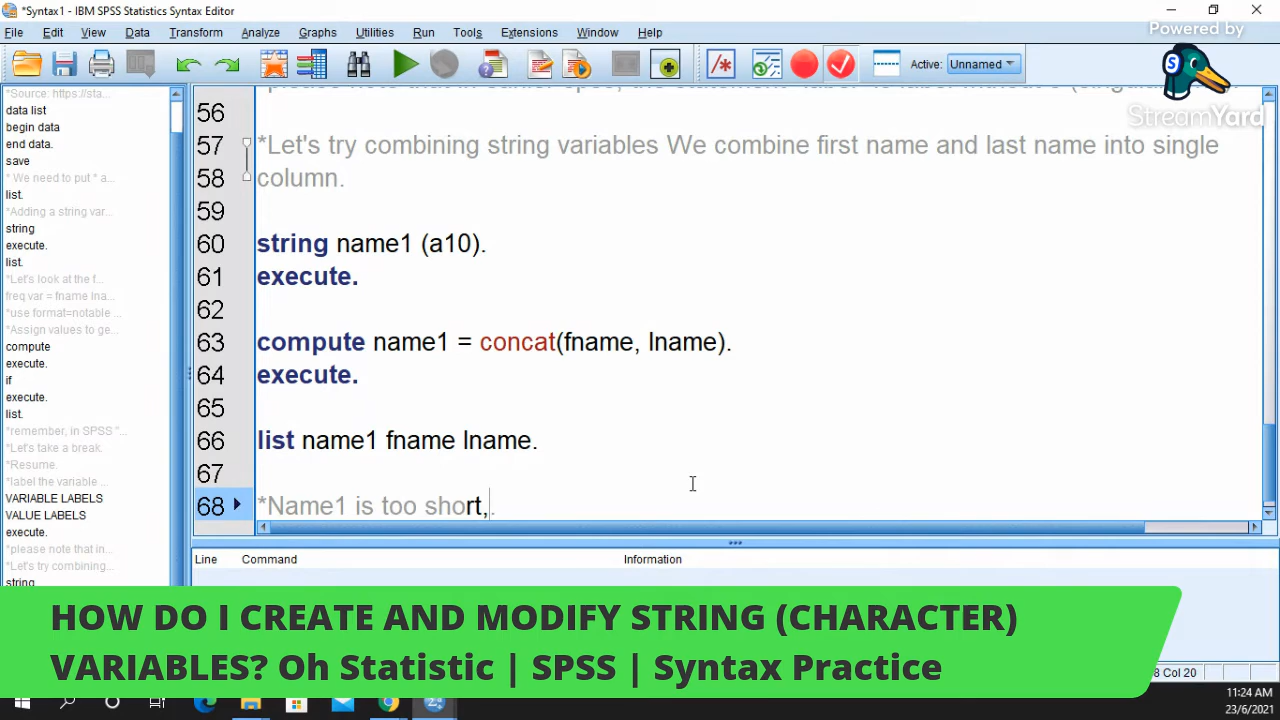 *Syntax1 - IBM SPSS Statistics Syntax Editor
File Edit View Data Transform Analyze Graphs Utilities Run Tools Extensions Window Help
Powered by
StreamYard
Active: Unnamed
*Source: https://sta...
data list
begin data
end data.
save
* We need to put * a...
list.
*Adding a string var...
string
execute.
list.
*Let's look at the f...
freq var = fname lna...
*use format=notable ...
*Assign values to ge...
compute
execute.
if
execute.
list.
*remember, in SPSS "...
*Let's take a break.
*Resume.
*label the variable ...
VARIABLE LABELS
VALUE LABELS
execute.
*please note that in...
*Let's try combining...
string
56
57 *Let's try combining string variables We combine first name and last name into single
58 column.
59
60 string name1 (a10).
61 execute.
62
63 compute name1 = concat(fname, lname).
64 execute.
65
66 list name1 fname lname.
67
68 *Name1 is too short,.
Line Command Information
8 Col 20
HOW DO I CREATE AND MODIFY STRING (CHARACTER)
VARIABLES? Oh Statistic | SPSS | Syntax Practice
11:24 AM
23/6/2021